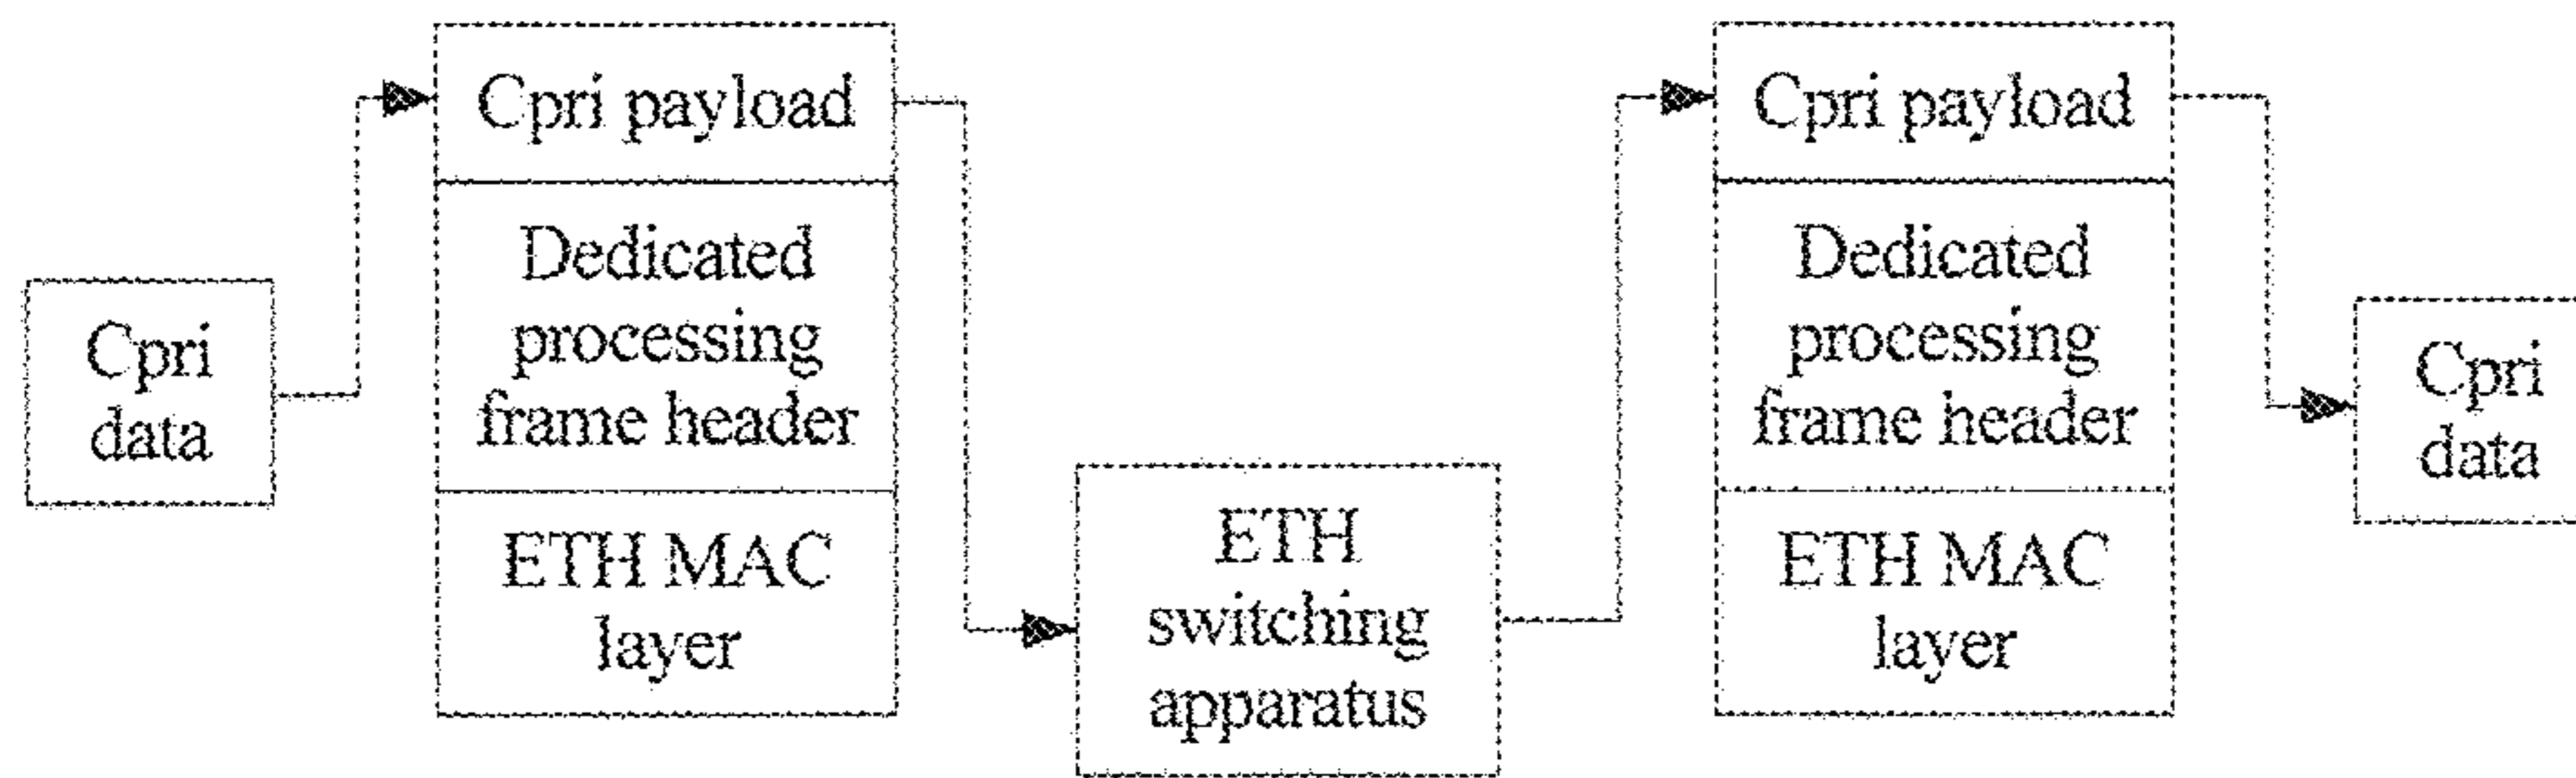 Cpri
data
Cpri payload
Dedicated
processing
frame header
ETH MAC
layer
ETH
switching
apparatus
Cpri payload
Dedicated
processing
frame header
ETH MAC
layer
Cpri
data